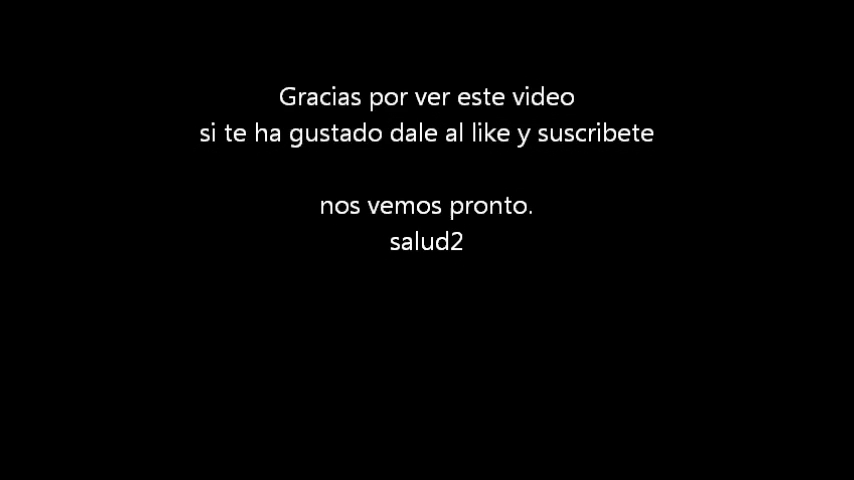 Gracias por ver este video
si te ha gustado dale al like y suscribete
nos vemos pronto.
salud2